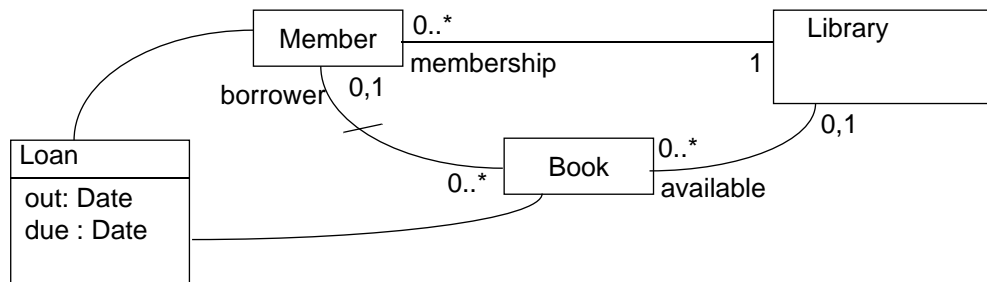 Member
0..*
membership
1
Library
borrower
0,1
0,1
Loan
out: Date
due : Date
0..*
Book
0..*
available